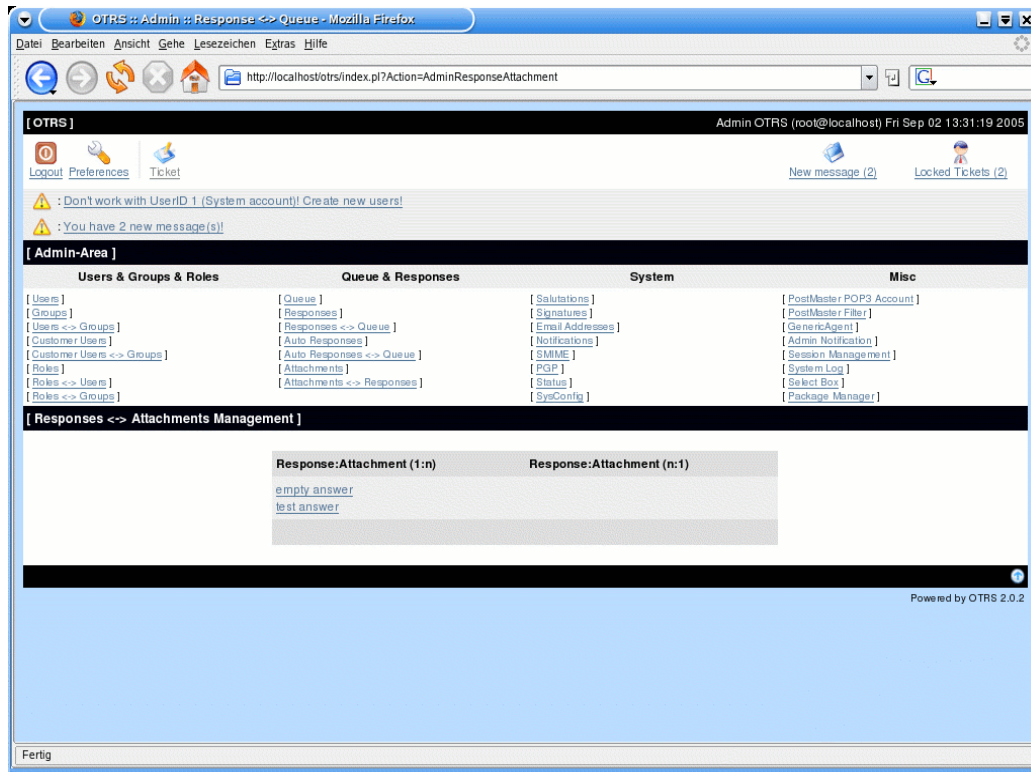 OTRS :: Admin :: Response <-> Queue - Mozilla Firefox
Datei Bearbeiten Ansicht Gehe Lesezeichen Extras Hilfe
http://localhost/otrs/index.pl?Action=AdminResponseAttachment
G
[ OTRS ] Admin OTRS (root@localhost) Fri Sep 02 13:31:19 2005
Logout Preferences Ticket New message (2) Locked Tickets (2)
: Don't work with UserID 1 (System account)! Create new users!
: You have 2 new message(s)!
[ Admin-Area ]
Users & Groups & Roles Queue & Responses System Misc
[ Users ] [ Queue ] [ Salutations ] [ PostMaster POP3 Account ]
[ Groups ] [ Responses ] [ Signatures ] [ PostMaster Filter ]
[ Users <-> Groups ] [ Responses <-> Queue ] [ Email Addresses ] [ GenericAgent ]
[ Customer Users ] [ Auto Responses ] [ Notifications ] [ Admin Notification ]
[ Customer Users <-> Groups ] [ Auto Responses <-> Queue ] [ SMIME ] [ Session Management ]
[ Roles ] [ Attachments ] [ PGP ] [ System Log ]
[ Roles <-> Users ] [ Attachments <-> Responses ] [ Status ] [ Select Box ]
[ Roles <-> Groups ] [ SysConfig ] [ Package Manager ]
[ Responses <-> Attachments Management ]
Response:Attachment (1:n) Response:Attachment (n:1)
empty answer
test answer
Powered by OTRS 2.0.2
Fertig